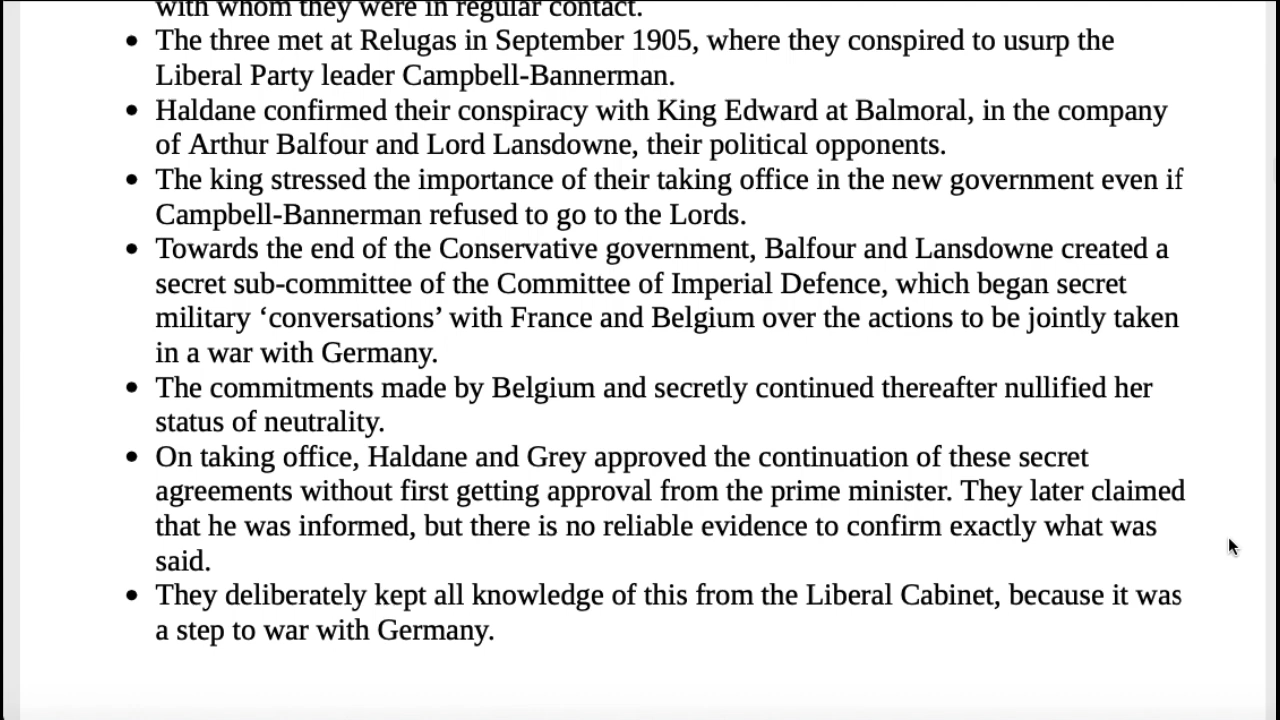 with whom they were in regular contact.
• The three met at Relugas in September 1905, where they conspired to usurp the
Liberal Party leader Campbell-Bannerman.
• Haldane confirmed their conspiracy with King Edward at Balmoral, in the company
of Arthur Balfour and Lord Lansdowne, their political opponents.
• The king stressed the importance of their taking office in the new government even if
Campbell-Bannerman refused to go to the Lords.
• Towards the end of the Conservative government, Balfour and Lansdowne created a
secret sub-committee of the Committee of Imperial Defence, which began secret
military ‘conversations’ with France and Belgium over the actions to be jointly taken
in a war with Germany.
• The commitments made by Belgium and secretly continued thereafter nullified her
status of neutrality.
• On taking office, Haldane and Grey approved the continuation of these secret
agreements without first getting approval from the prime minister. They later claimed
that he was informed, but there is no reliable evidence to confirm exactly what was
said.
• They deliberately kept all knowledge of this from the Liberal Cabinet, because it was
a step to war with Germany.